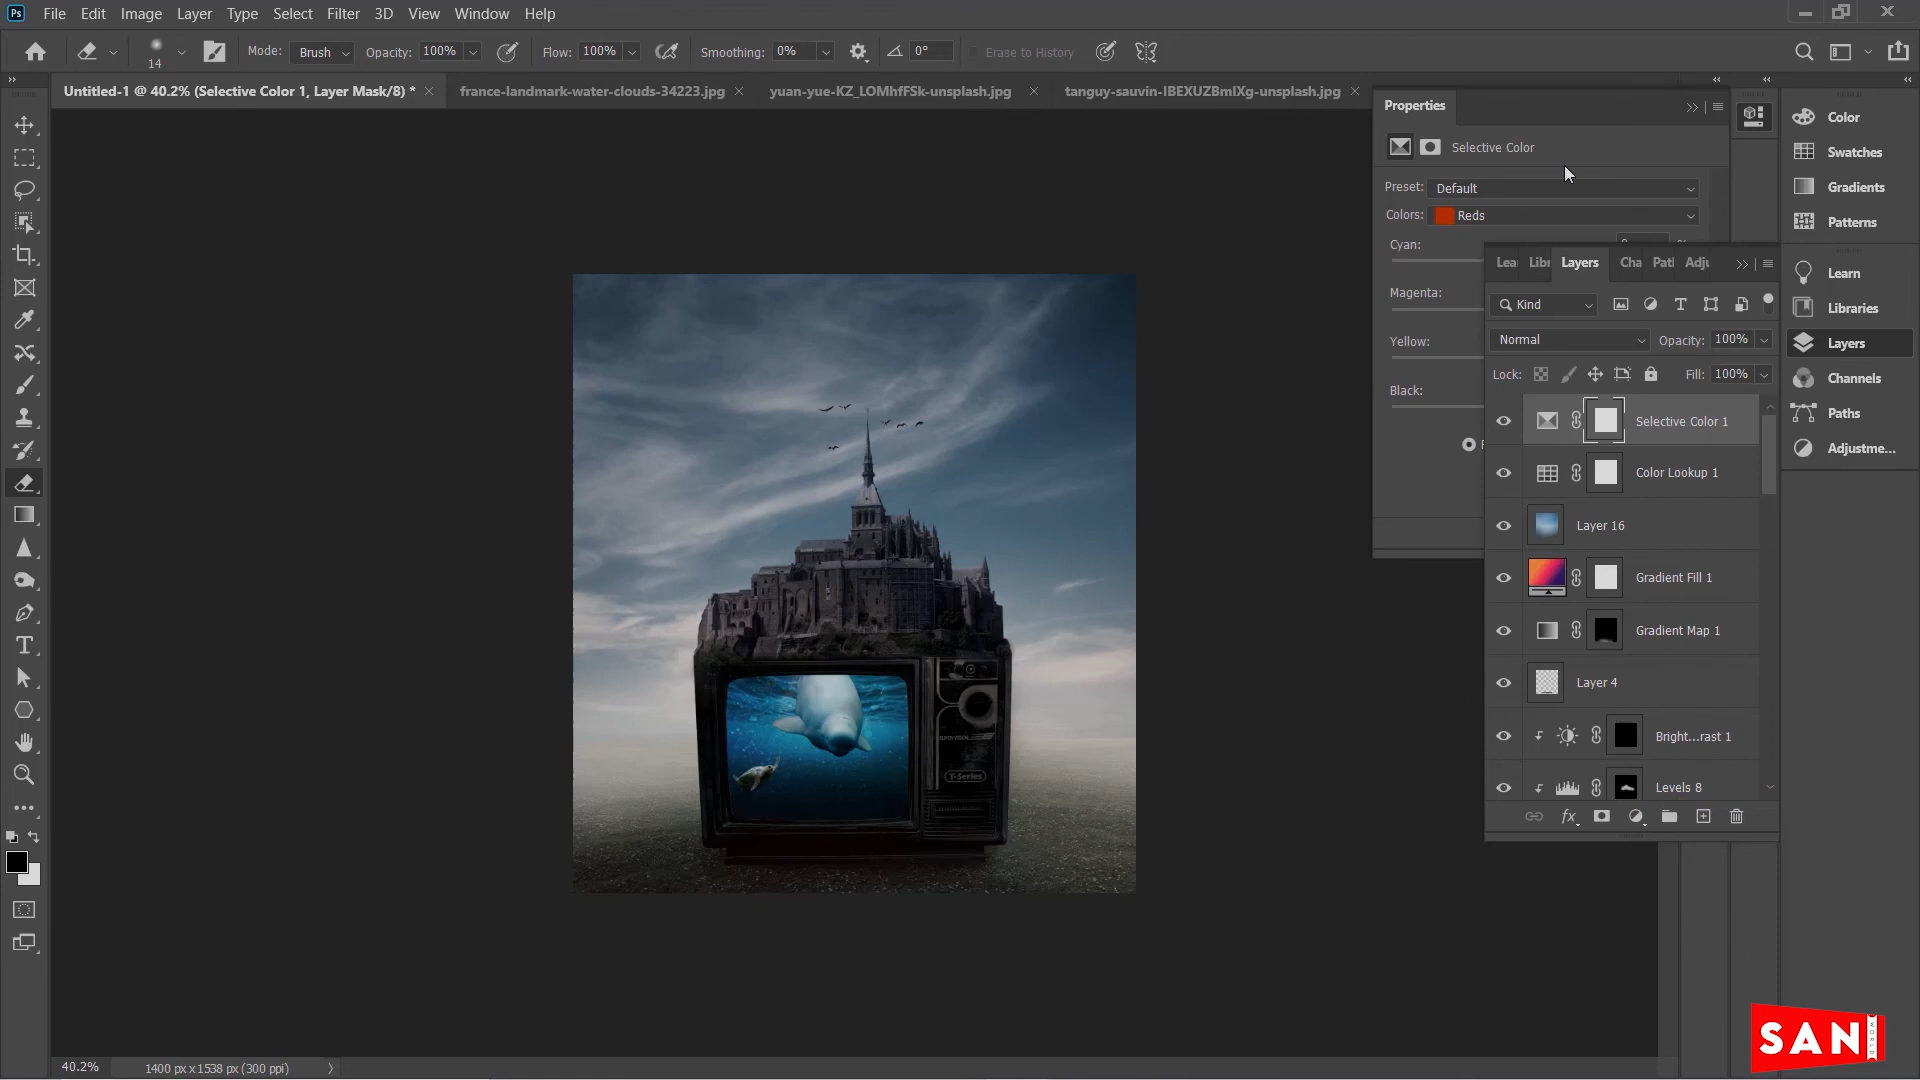 Ps File Edit Image Layer Type Select Filter 3D View Window Help
14 Mode: Brush Opacity: 100% Flow: 100% Smoothing: 0% 0° Erase to History
Untitled-1 @ 40.2% (Selective Color 1, Layer Mask/8) * france-landmark-water-clouds-34223.jpg yuan-yue-KZ_LOMhfFSk-unsplash.jpg tanguy-sauvin-IBEXUZBmIXg-unsplash.jpg
Properties
Selective Color
Preset: Default
Colors: Reds
Cyan:
Magenta:
Yellow:
Black:
Lea Libr Layers Cha Patl Adju
Kind
Normal Opacity: 100%
Lock: Fill: 100%
Selective Color 1
Color Lookup 1
Layer 16
Gradient Fill 1
Gradient Map 1
Layer 4
Bright...rast 1
Levels 8
Color
Swatches
Gradients
Patterns
Learn
Libraries
Layers
Channels
Paths
Adjustme...
T-Series
SANI
WORLD
40.2% 1400 px x 1538 px (300 ppi)